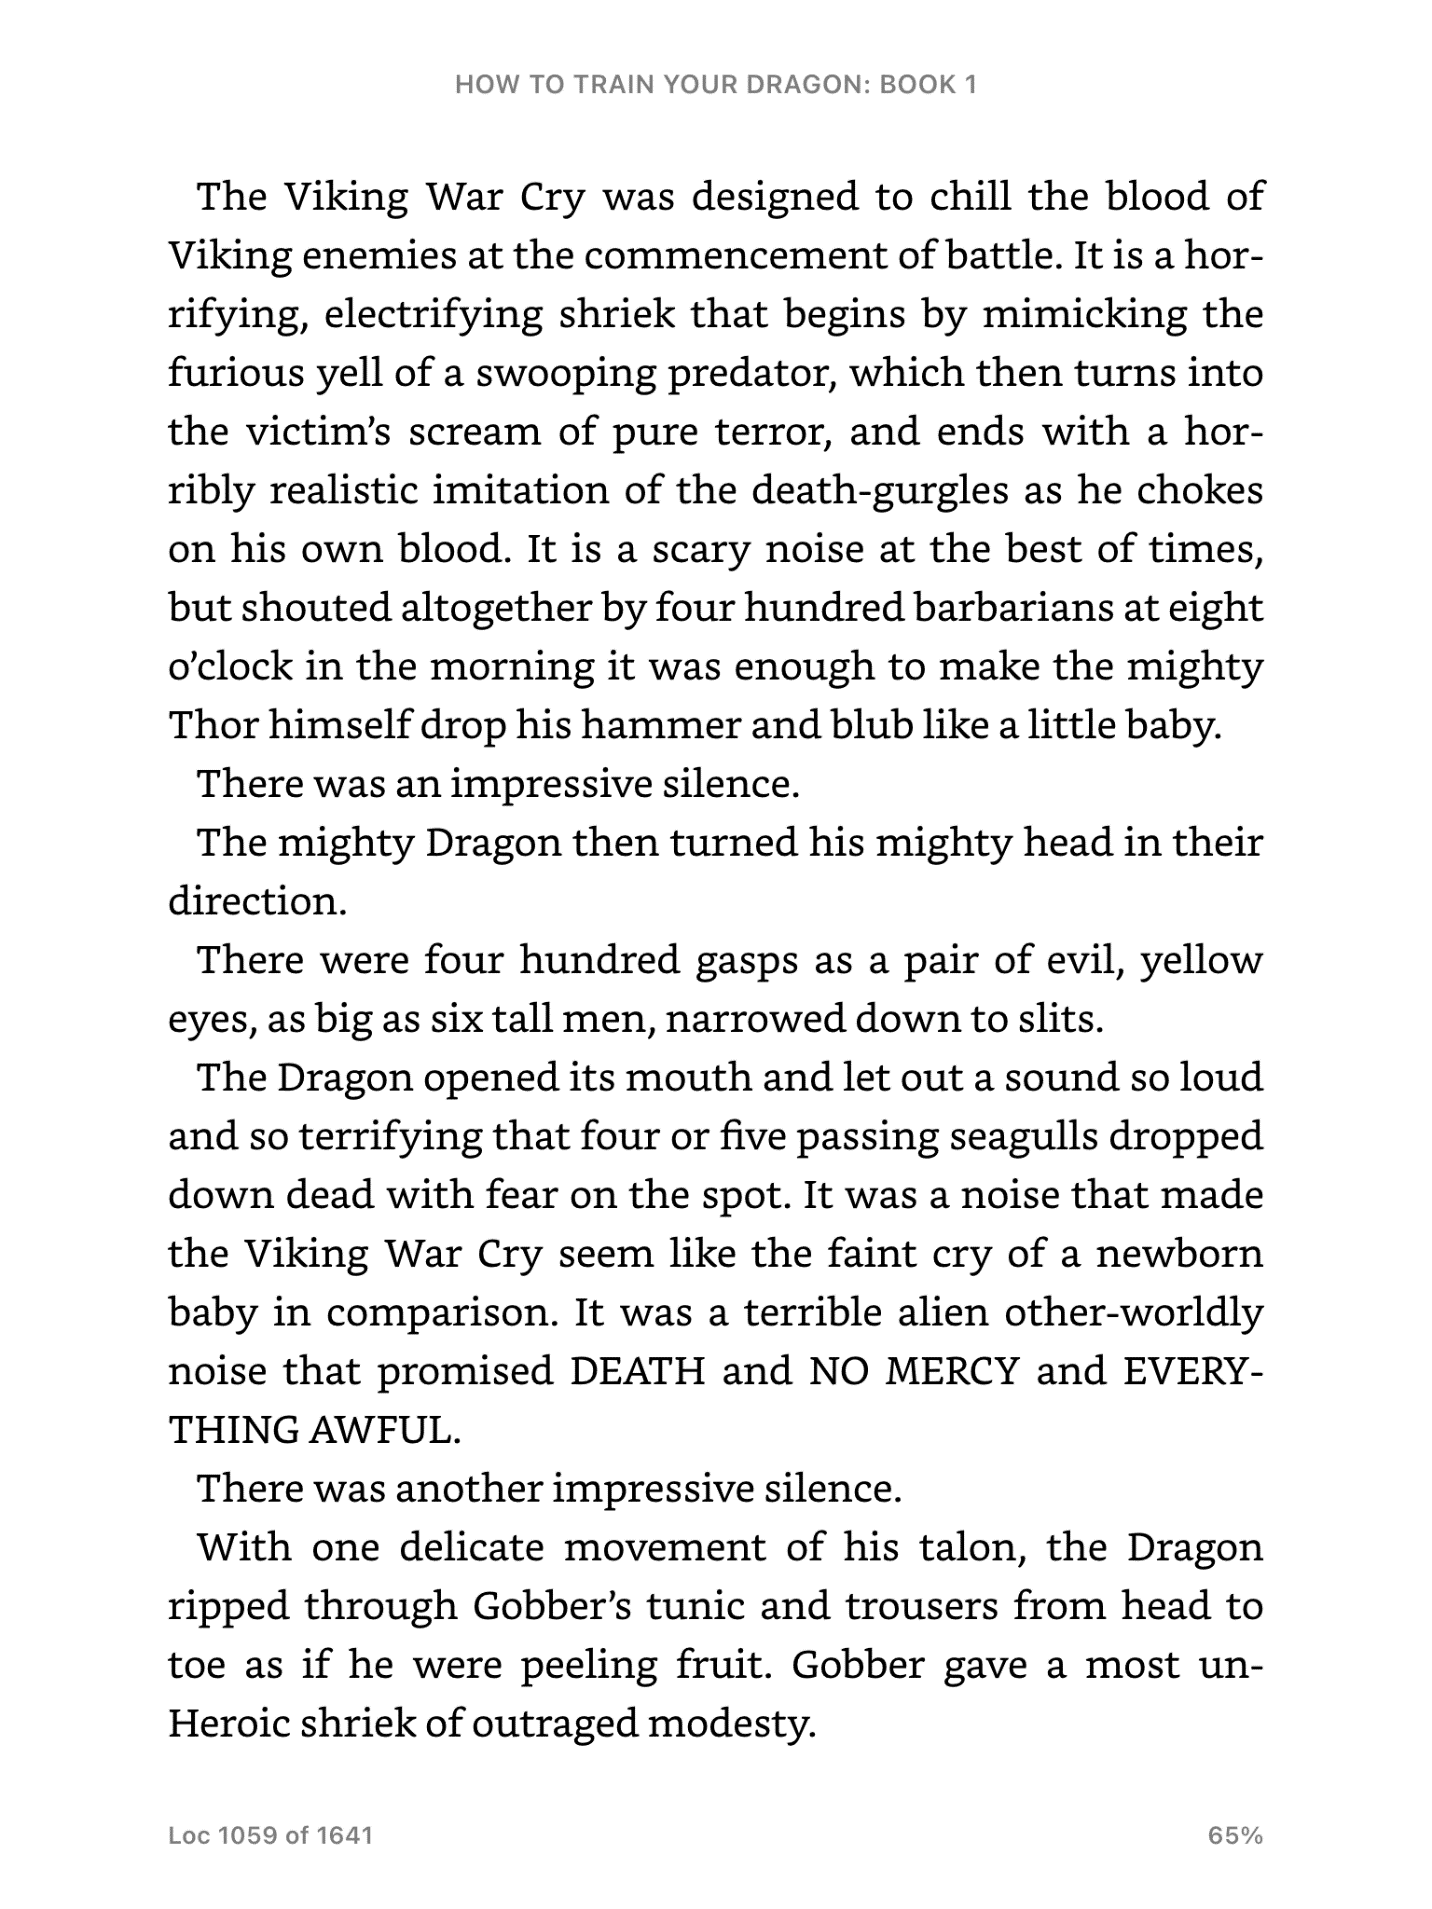 HOW TO TRAIN YOUR DRAGON: BOOK 1
The Viking War Cry was designed to chill the blood of
Viking enemies at the commencement of battle. It is a hor-
rifying, electrifying shriek that begins by mimicking the
furious yell of a swooping predator, which then turns into
the victim’s scream of pure terror, and ends with a hor-
ribly realistic imitation of the death-gurgles as he chokes
on his own blood. It is a scary noise at the best of times,
but shouted altogether by four hundred barbarians at eight
o’clock in the morning it was enough to make the mighty
Thor himself drop his hammer and blub like a little baby.
There was an impressive silence.
The mighty Dragon then turned his mighty head in their
direction.
There were four hundred gasps as a pair of evil, yellow
eyes, as big as six tall men, narrowed down to slits.
The Dragon opened its mouth and let out a sound so loud
and so terrifying that four or five passing seagulls dropped
down dead with fear on the spot. It was a noise that made
the Viking War Cry seem like the faint cry of a newborn
baby in comparison. It was a terrible alien other-worldly
noise that promised DEATH and NO MERCY and EVERY-
THING AWFUL.
There was another impressive silence.
With one delicate movement of his talon, the Dragon
ripped through Gobber’s tunic and trousers from head to
toe as if he were peeling fruit. Gobber gave a most un-
Heroic shriek of outraged modesty.
Loc 1059 of 1641
65%